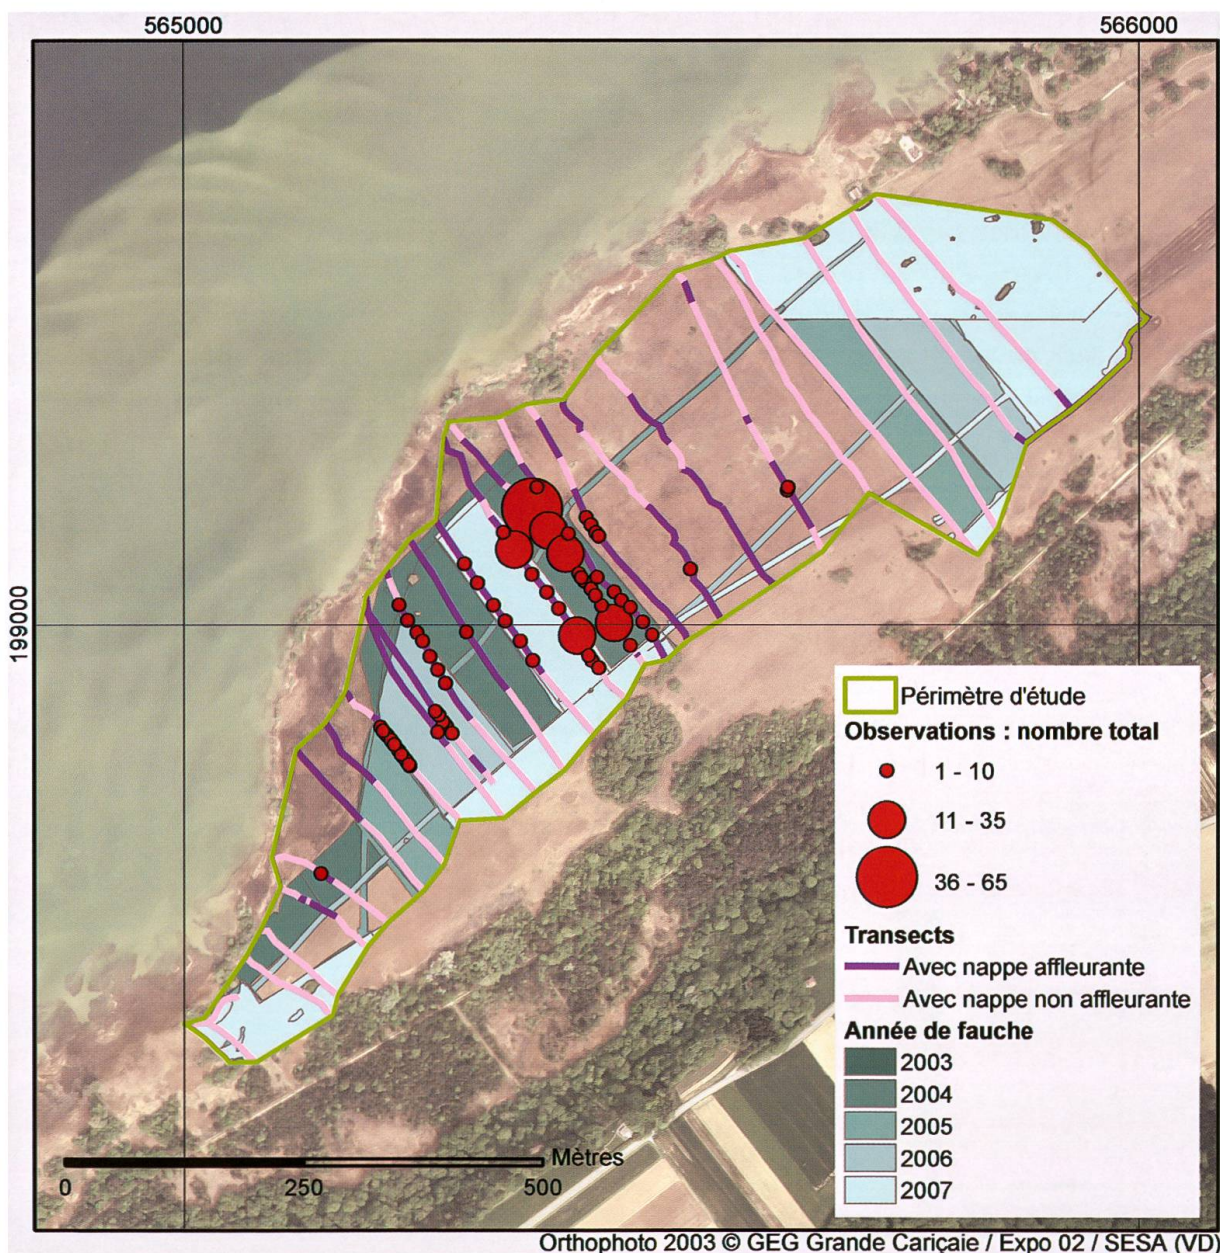 565000 566000
199000
Périmètre d'étude
Observations : nombre total
1 - 10
11 - 35
36 - 65
Transects
Avec nappe affleurante
Avec nappe non affleurante
Année de fauche
2003
2004
2005
2006
2007
Mètres
0 250 500
Orthophoto 2003 © GEG Grande Cariçaie / Expo 02 / SESA (VD)